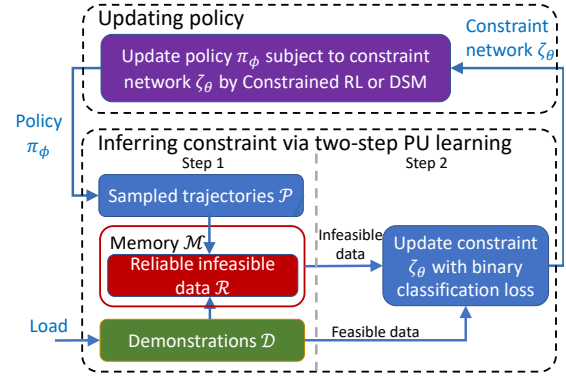 Updating policy
Constraint
network ζθ
Update policy πϕ subject to constraint
network ζθ by Constrained RL or DSM
Policy
πϕ
Inferring constraint via two-step PU learning
Step 1
Step 2
Sampled trajectories 𝒫
Memory ℳ
Reliable infeasible
data ℛ
Infeasible
data
Update constraint
ζθ with binary
classification loss
Load
Demonstrations 𝒟
Feasible data